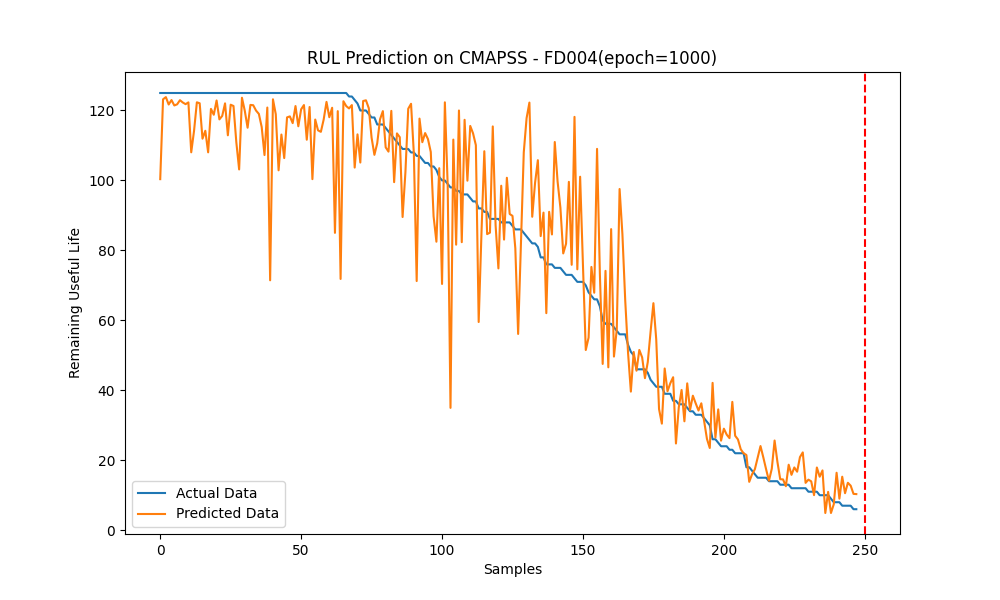 RUL Prediction on CMAPSS - FD004(epoch=1000)
Remaining Useful Life
120
100
80
60
40
20
0
Actual Data
Predicted Data
0 50 100 150 200 250
Samples